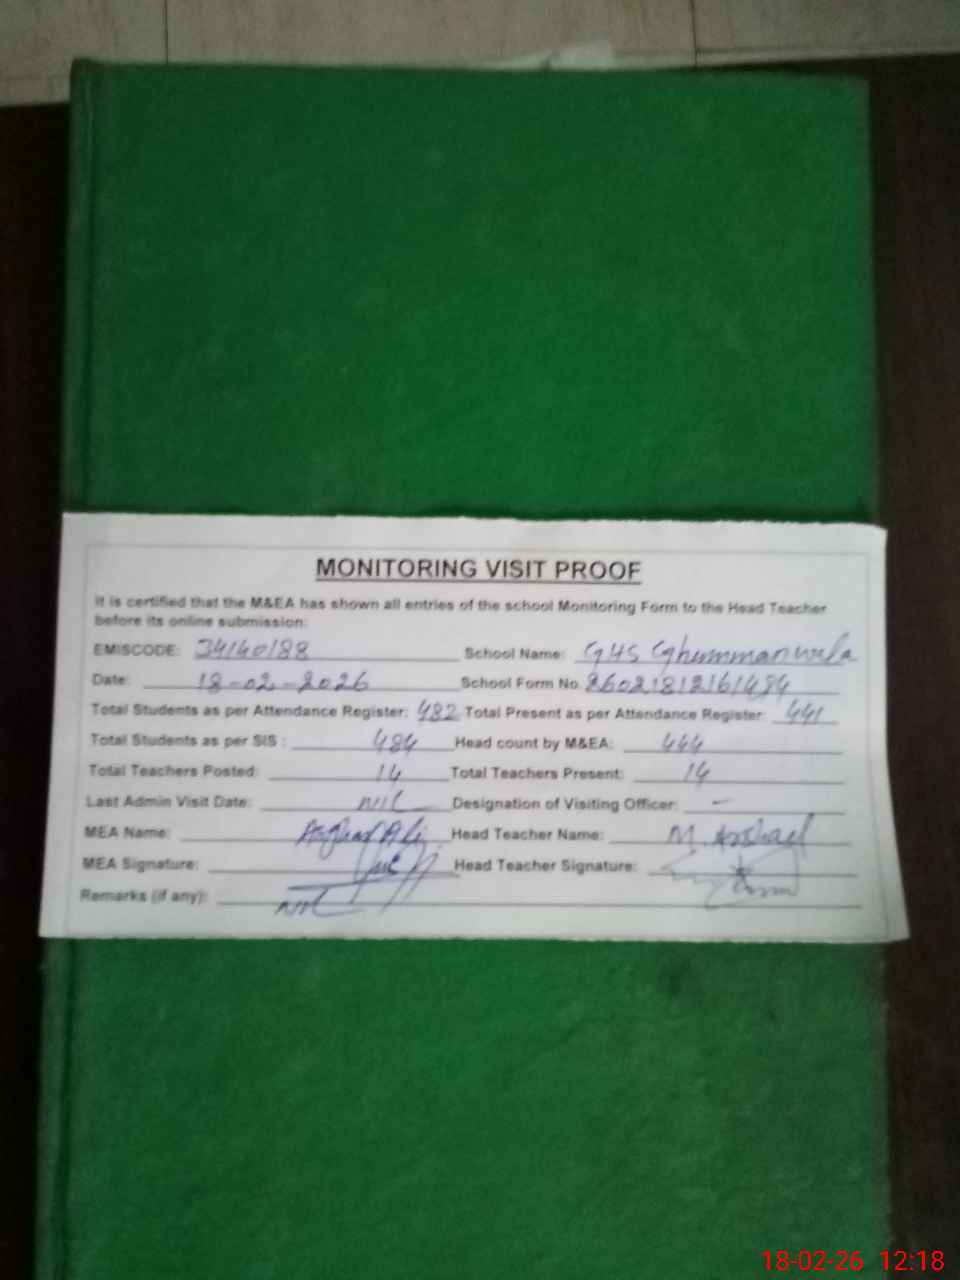 MONITORING VISIT PROOF
It is certified that the M&EA has shown all entries of the school Monitoring Form to the Head Teacher
before its online submission:
EMISCODE: 34140188 School Name: GHS Ghummanwala
Date: 18-02-2026 School Form No. 26021812161484
Total Students as per Attendance Register: 482 Total Present as per Attendance Register: 441
Total Students as per SIS : 484 Head count by M&EA: 444
Total Teachers Posted: 14 Total Teachers Present: 14
Last Admin Visit Date: Nil Designation of Visiting Officer: -
MEA Name: Asghar Ali Head Teacher Name: M. Arshad
MEA Signature: Head Teacher Signature:
Remarks (if any): Nil
18-02-26 12:18